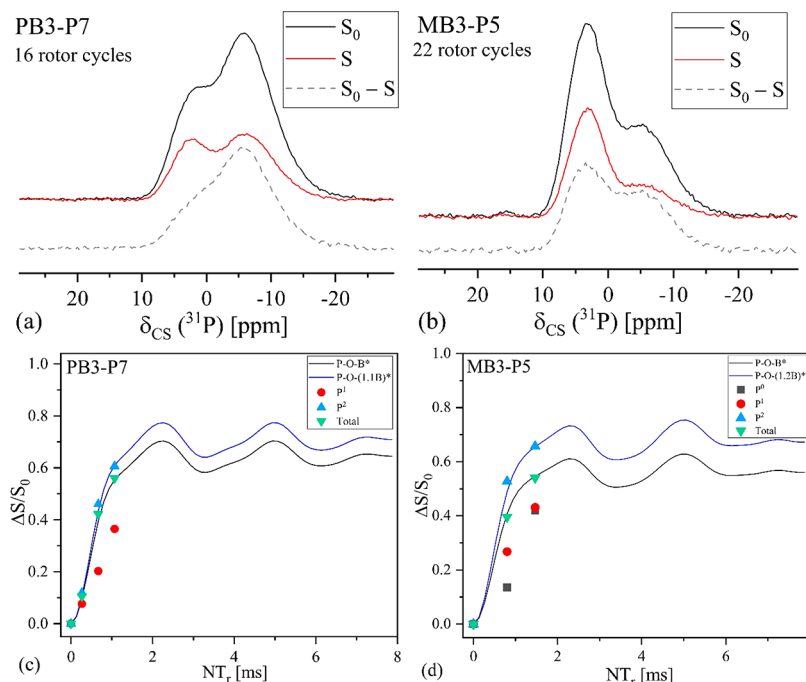 PB3-P7
16 rotor cycles
S₀
S
S₀ – S
20 10 0 -10 -20
δCS (³¹P) [ppm]
(a)
MB3-P5
22 rotor cycles
S₀
S
S₀ – S
20 10 0 -10 -20
δCS (³¹P) [ppm]
(b)
PB3-P7
P-O-B*
P-O-(1.1B)*
P¹
P²
Total
1.0
0.8
0.6
0.4
0.2
0.0
ΔS/S₀
0 2 4 6 8
NTr [ms]
(c)
MB3-P5
P-O-B*
P-O-(1.2B)*
P⁰
P¹
P²
Total
1.0
0.8
0.6
0.4
0.2
0.0
ΔS/S₀
0 2 4 6
NTr [ms]
(d)